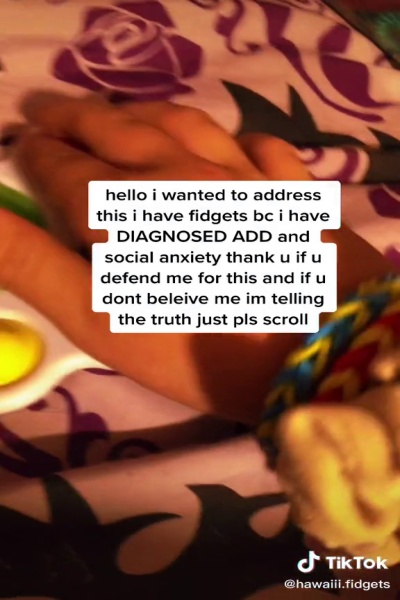 hello i wanted to address
this i have fidgets bc i have
DIAGNOSED ADD and
social anxiety thank u if u
defend me for this and if u
dont beleive me im telling
the truth just pls scroll
TikTok
@hawaiii.fidgets